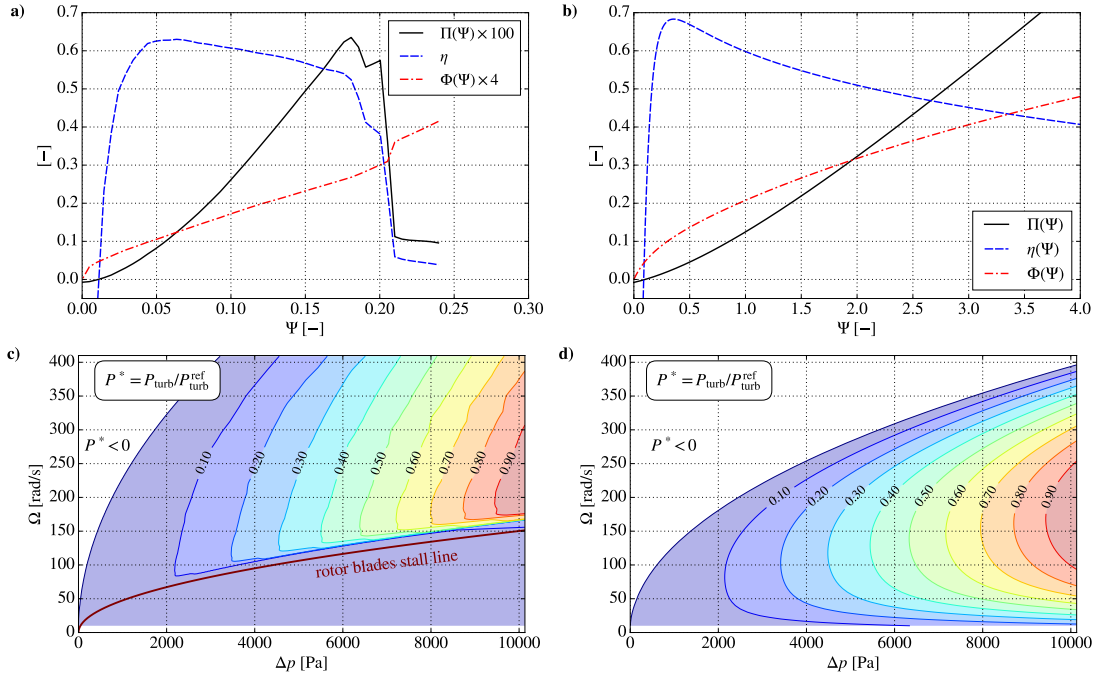 a)
0.7
0.6
0.5
0.4
0.3
0.2
0.1
0.0
[−]
Π(Ψ) × 100
η
Φ(Ψ) × 4
0.00 0.05 0.10 0.15 0.20 0.25 0.30
Ψ [−]
b)
0.7
0.6
0.5
0.4
0.3
0.2
0.1
0.0
[−]
Π(Ψ)
η(Ψ)
Φ(Ψ)
0.0 0.5 1.0 1.5 2.0 2.5 3.0 3.5 4.0
Ψ [−]
c)
400
350
300
250
200
150
100
50
0
Ω [rad/s]
P* = Pturb/Pturb^ref
P* < 0
0.10 0.20 0.30 0.40 0.50 0.60 0.70 0.80 0.90
rotor blades stall line
0 2000 4000 6000 8000 10000
Δp [Pa]
d)
400
350
300
250
200
150
100
50
0
Ω [rad/s]
P* = Pturb/Pturb^ref
P* < 0
0.10 0.20 0.30 0.40 0.50 0.60 0.70 0.80 0.90
0 2000 4000 6000 8000 10000
Δp [Pa]